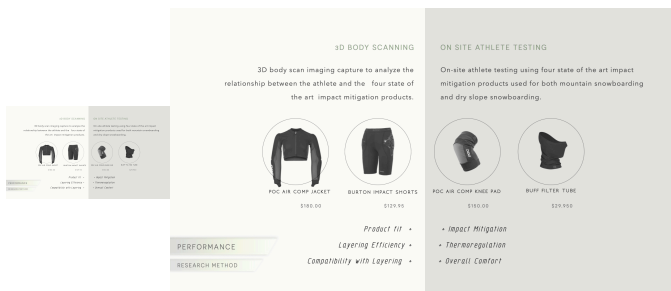 3D BODY SCANNING
3D body scan imaging capture to analyze the
relationship between the athlete and the four state of
the art impact mitigation products.
ON SITE ATHLETE TESTING
On-site athlete testing using four state of the art impact
mitigation products used for both mountain snowboarding
and dry slope snowboarding.
POC AIR COMP JACKET
$180.00
BURTON IMPACT SHORTS
$129.95
POC AIR COMP KNEE PAD
$100.00
BUFF FILTER TUBE
$29.950
Product Fit •
Layering Efficiency •
Compatibility with Layering •
• Impact Mitigation
• Thermoregulation
• Overall Comfort
PERFORMANCE
RESEARCH METHOD